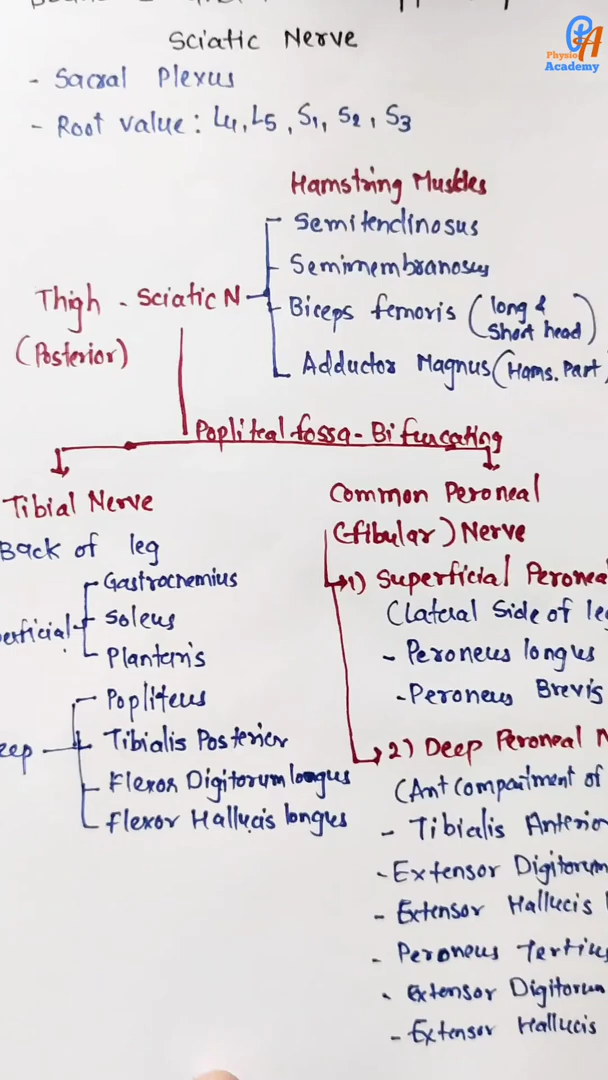 Sciatic Nerve
Physio
Academy
- Sacral Plexus
- Root value: L4, L5, S1, S2, S3
Hamstring Muscles
Semitendinosus
Semimembranosus
Thigh - Sciatic N
(Posterior)
Biceps femoris (long & short head)
Adductor Magnus (Hams. Part)
Popliteal fossa - Bifurcating
Tibial Nerve
Back of leg
Gastrocnemius
Soleus
Plantaris
Popliteus
Tibialis Posterior
Flexor Digitorum longus
Flexor Hallucis longus
Common Peroneal
(fibular) Nerve
1) Superficial Peroneal
(lateral Side of leg
- Peroneus longus
- Peroneus Brevis
2) Deep Peroneal N
(Ant compartment of
- Tibialis Anterio
- Extensor Digitorum
- Extensor Hallucis
- Peroneus Tertius
- Extensor Digitorum
- Extensor Hallucis